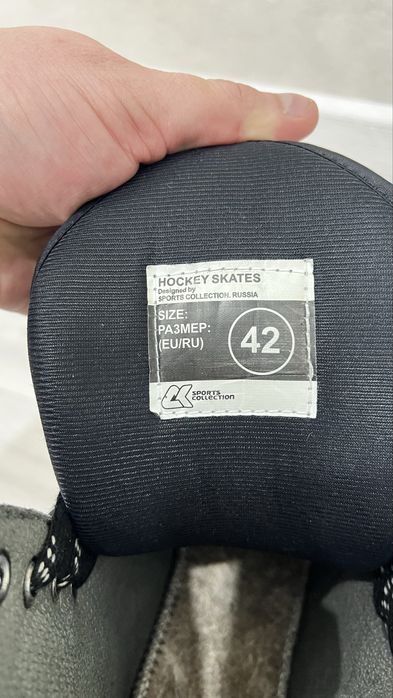 HOCKEY SKATES
Designed by
SPORTS COLLECTION, RUSSIA
SIZE:
РАЗМЕР:
(EU/RU)
42
SPORTS
COLLECTION